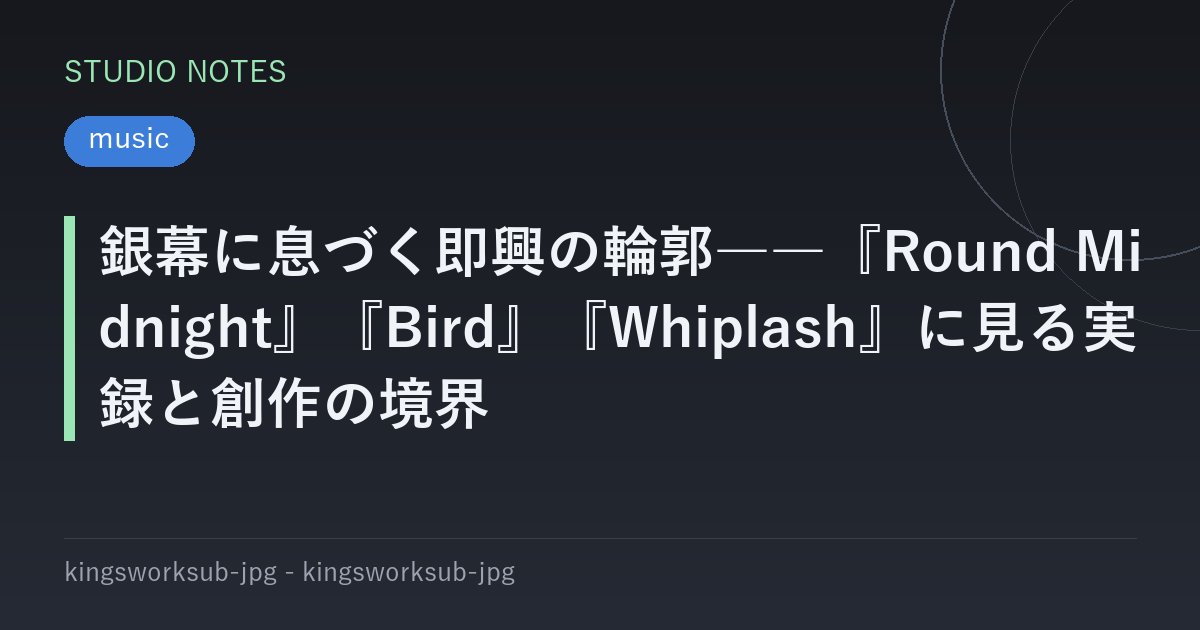 STUDIO NOTES
music
銀幕に息づく即興の輪郭――『Round Mi
dnight』『Bird』『Whiplash』に見る実
録と創作の境界
kingsworksub-jpg - kingsworksub-jpg